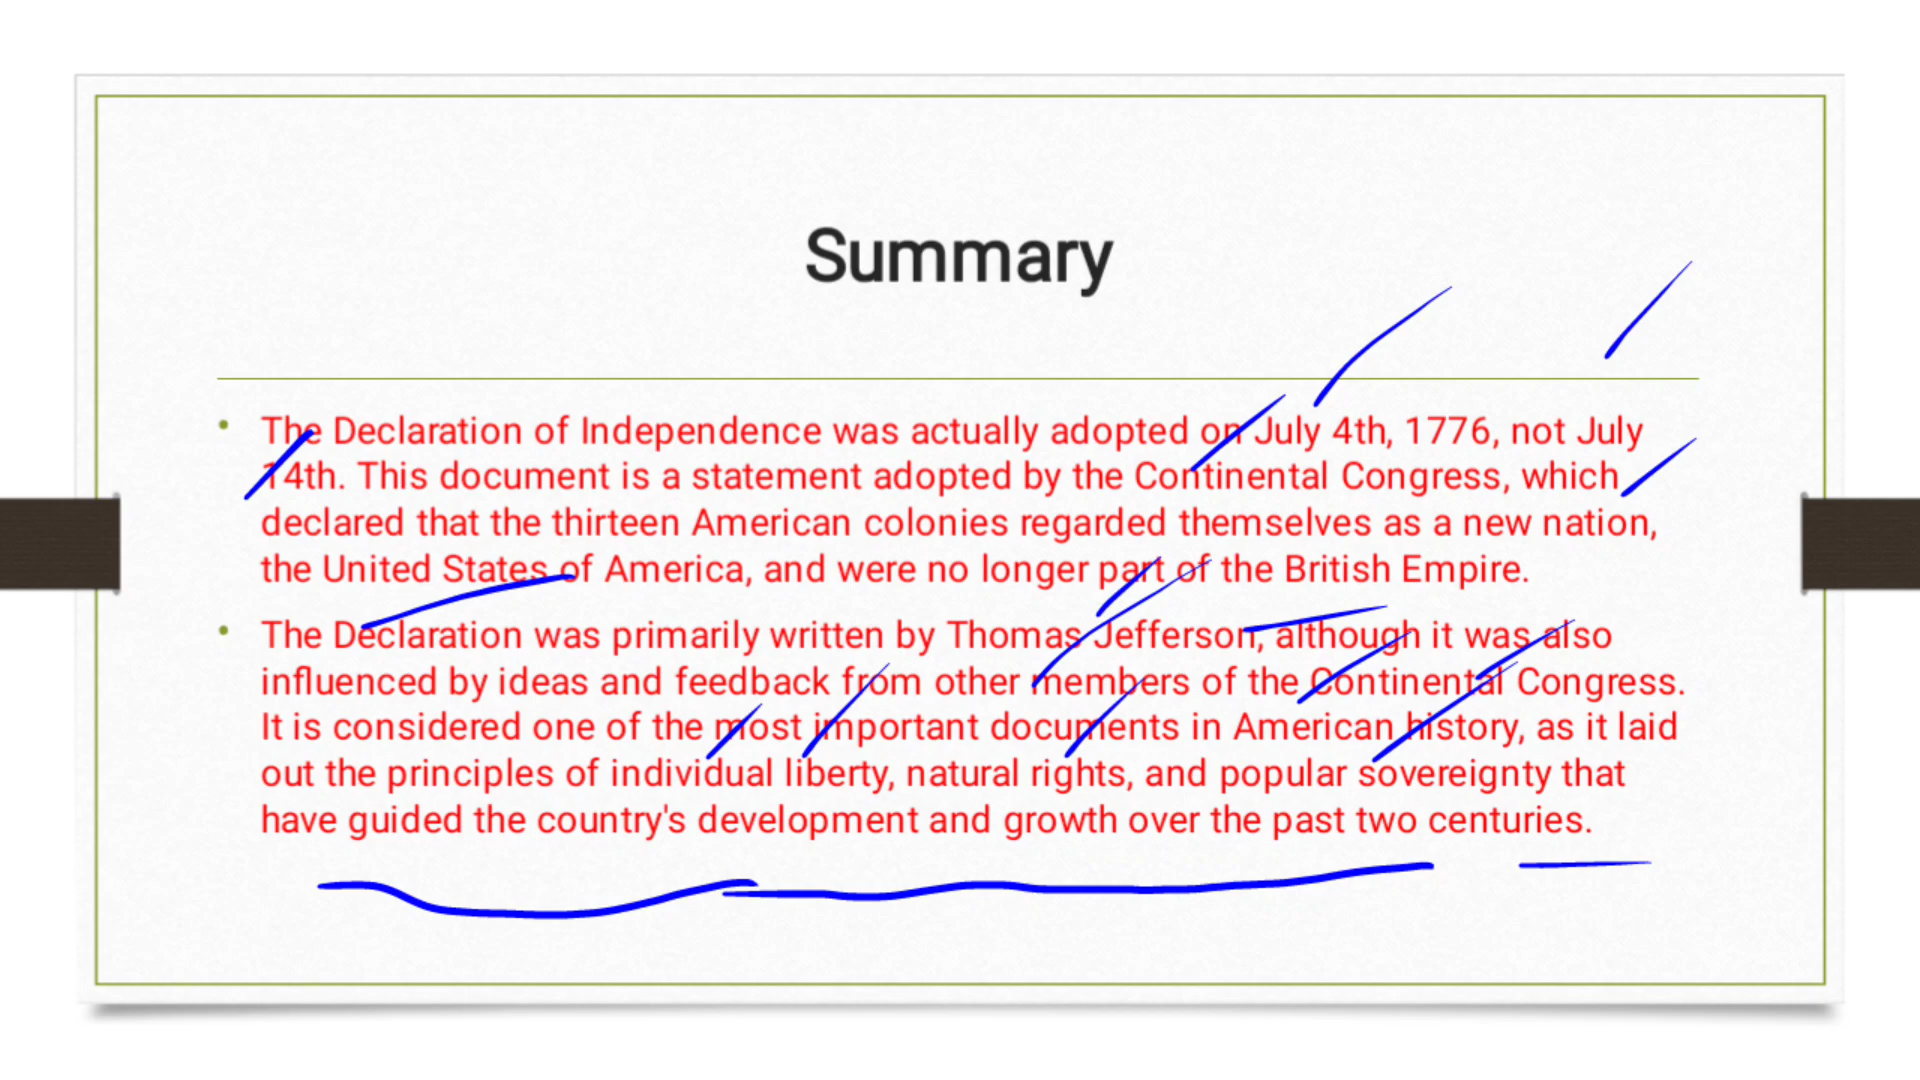 Summary
• The Declaration of Independence was actually adopted on July 4th, 1776, not July
14th. This document is a statement adopted by the Continental Congress, which
declared that the thirteen American colonies regarded themselves as a new nation,
the United States of America, and were no longer part of the British Empire.
• The Declaration was primarily written by Thomas Jefferson, although it was also
influenced by ideas and feedback from other members of the Continental Congress.
It is considered one of the most important documents in American history, as it laid
out the principles of individual liberty, natural rights, and popular sovereignty that
have guided the country's development and growth over the past two centuries.